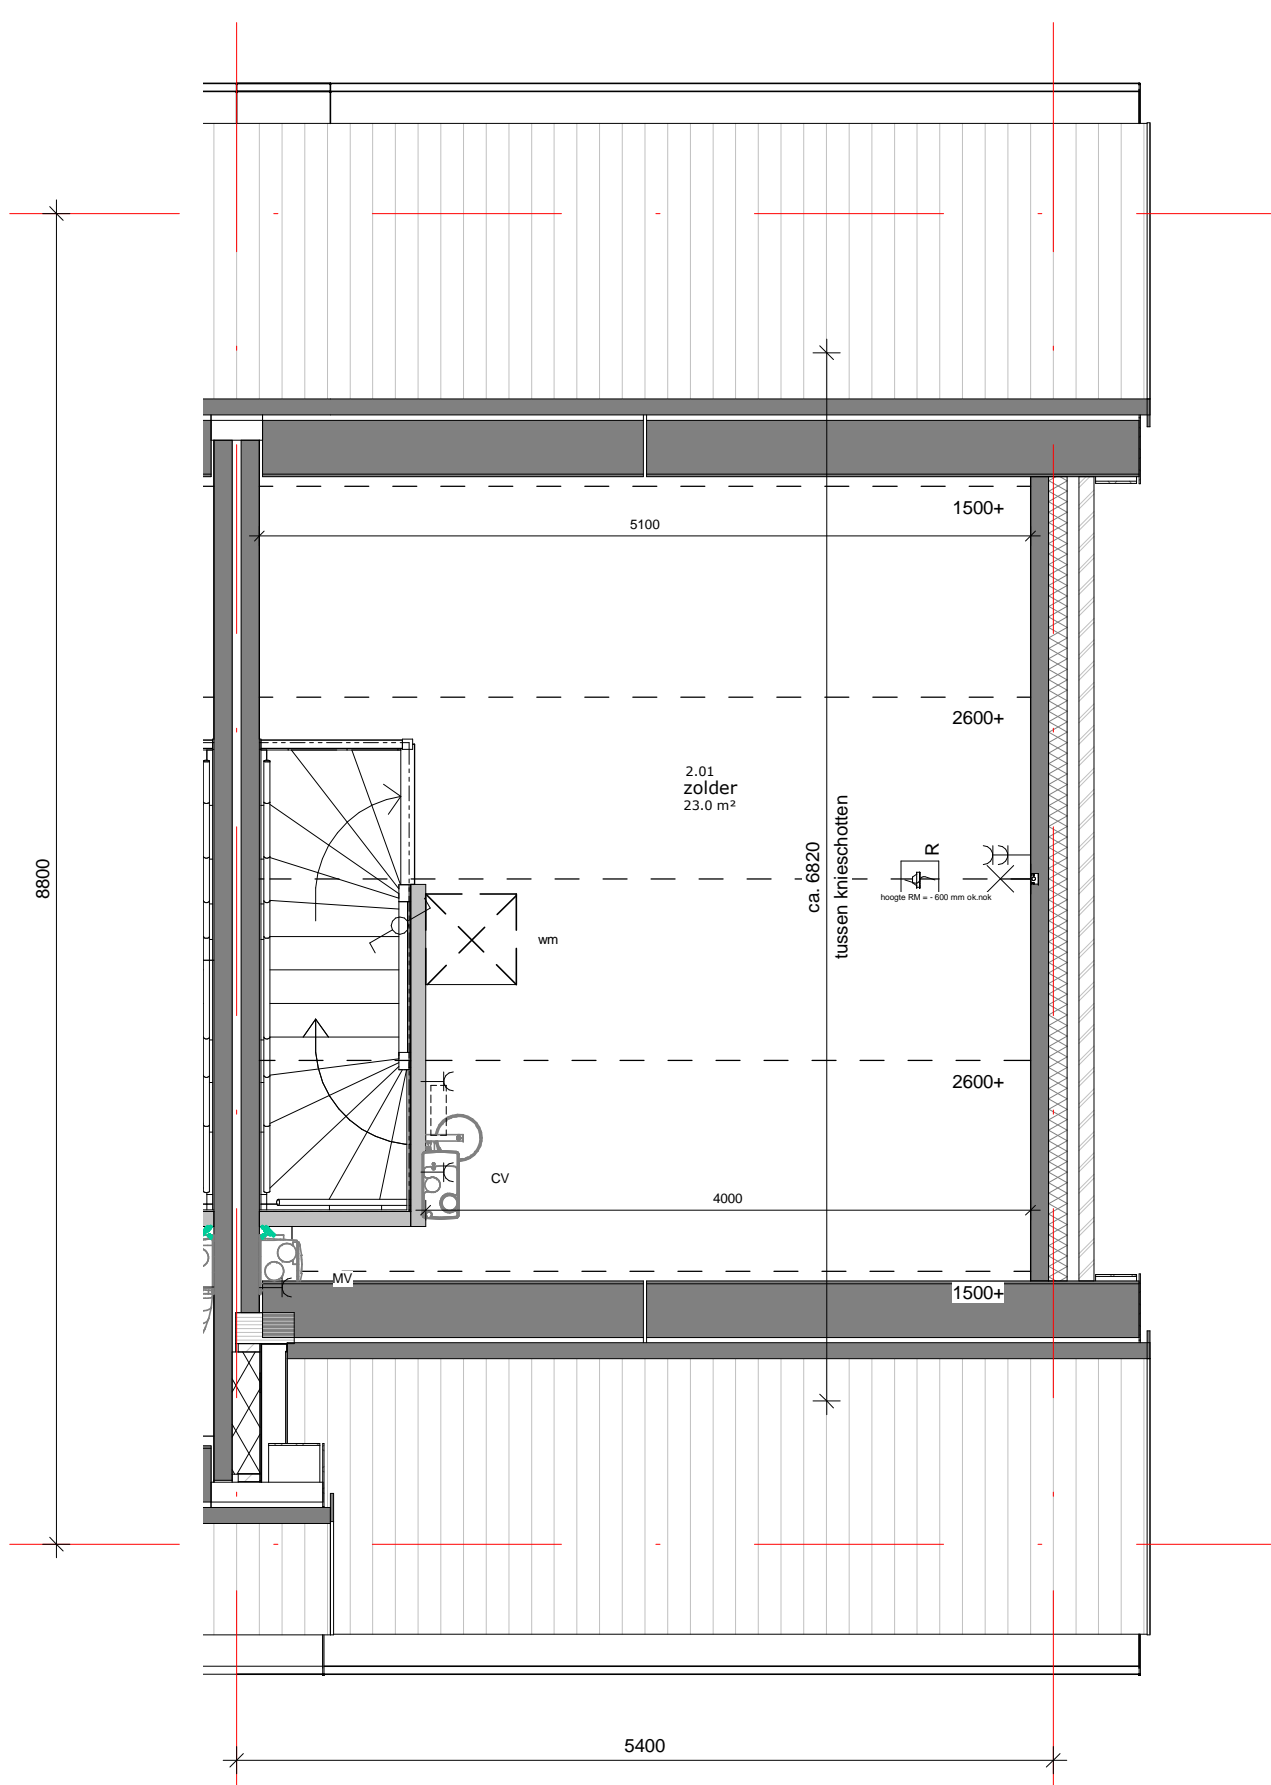 1500+
5100
2600+
2.01
zolder
23.0 m²
ca. 6820
tussen knieschotten
R
hoogte RM = - 600 mm ok.nok
8800
wm
2600+
CV
4000
MV
1500+
5400